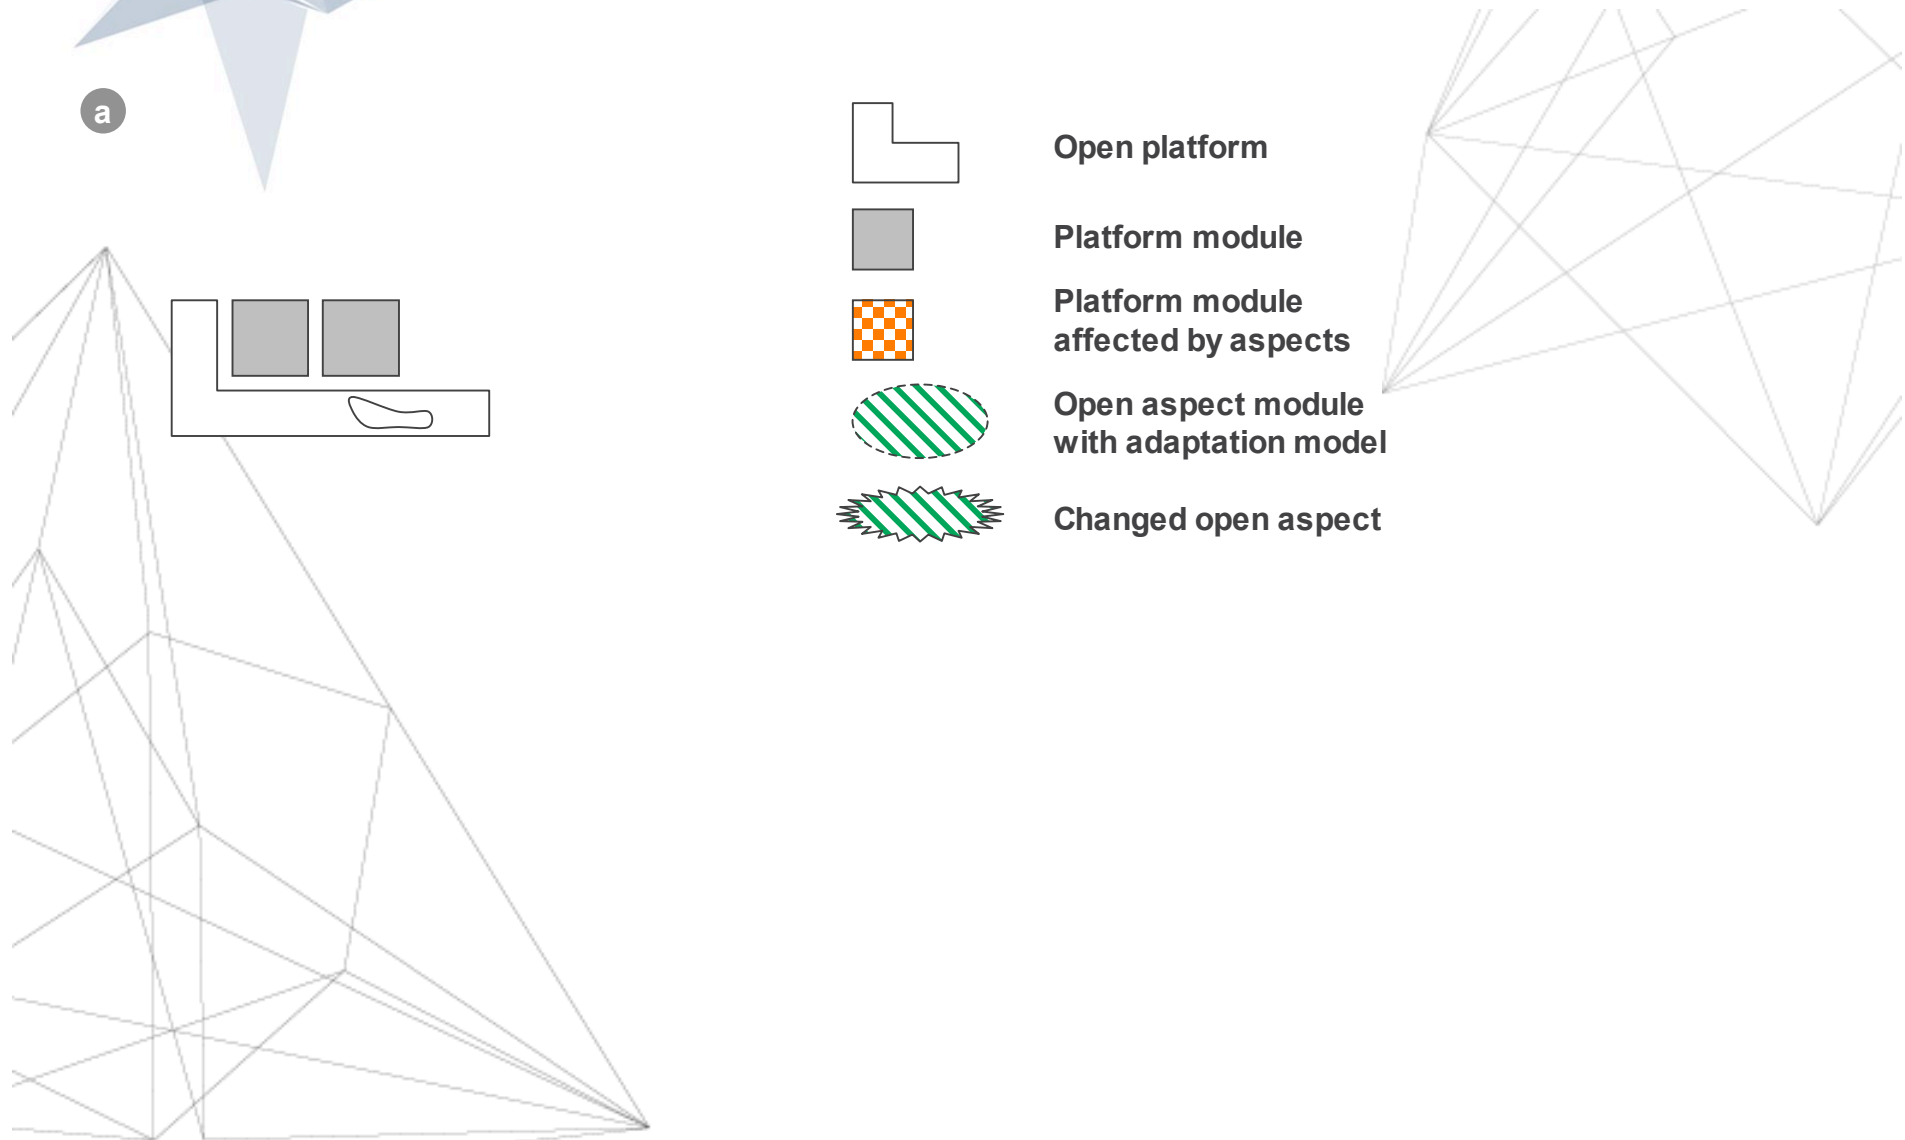 a
Open platform
Platform module
Platform module
affected by aspects
Open aspect module
with adaptation model
Changed open aspect